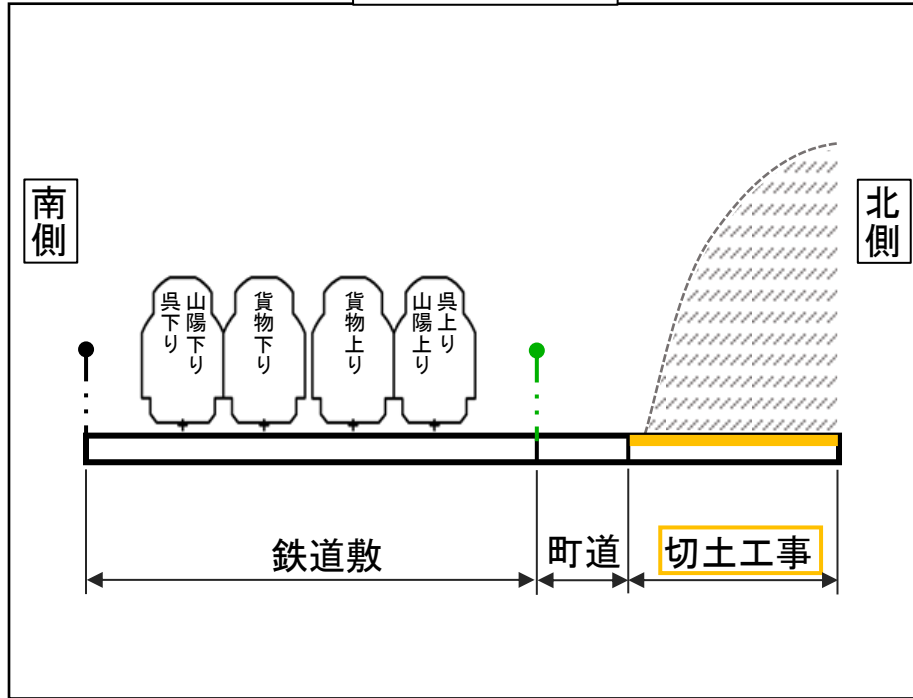 南側
北側
呉下り
山陽下り
貨物下り
貨物上り
山陽上り
呉上り
鉄道敷
町道
切土工事